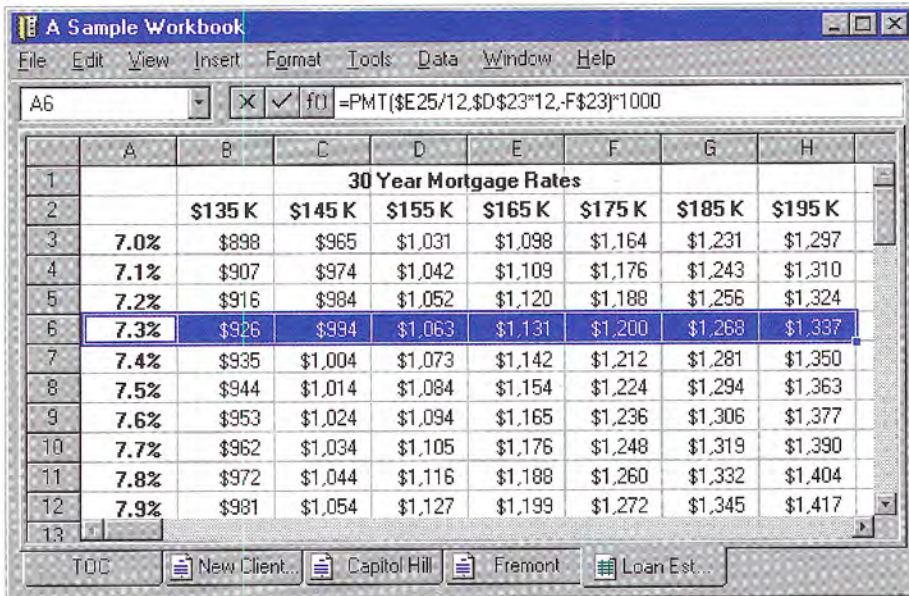 A Sample Workbook
File Edit View Insert Format Tools Data Window Help
A6 f() =PMT($E25/12,$D$23*12,-F$23)*1000
A B C D E F G H
1 30 Year Mortgage Rates
2 $135 K $145 K $155 K $165 K $175 K $185 K $195 K
3 7.0% $898 $965 $1,031 $1,098 $1,164 $1,231 $1,297
4 7.1% $907 $974 $1,042 $1,109 $1,176 $1,243 $1,310
5 7.2% $916 $984 $1,052 $1,120 $1,188 $1,256 $1,324
6 7.3% $926 $994 $1,063 $1,131 $1,200 $1,268 $1,337
7 7.4% $935 $1,004 $1,073 $1,142 $1,212 $1,281 $1,350
8 7.5% $944 $1,014 $1,084 $1,154 $1,224 $1,294 $1,363
9 7.6% $953 $1,024 $1,094 $1,165 $1,236 $1,306 $1,377
10 7.7% $962 $1,034 $1,105 $1,176 $1,248 $1,319 $1,390
11 7.8% $972 $1,044 $1,116 $1,188 $1,260 $1,332 $1,404
12 7.9% $981 $1,054 $1,127 $1,199 $1,272 $1,345 $1,417
13
TOC New Client... Capitol Hill Fremont Loan Est...